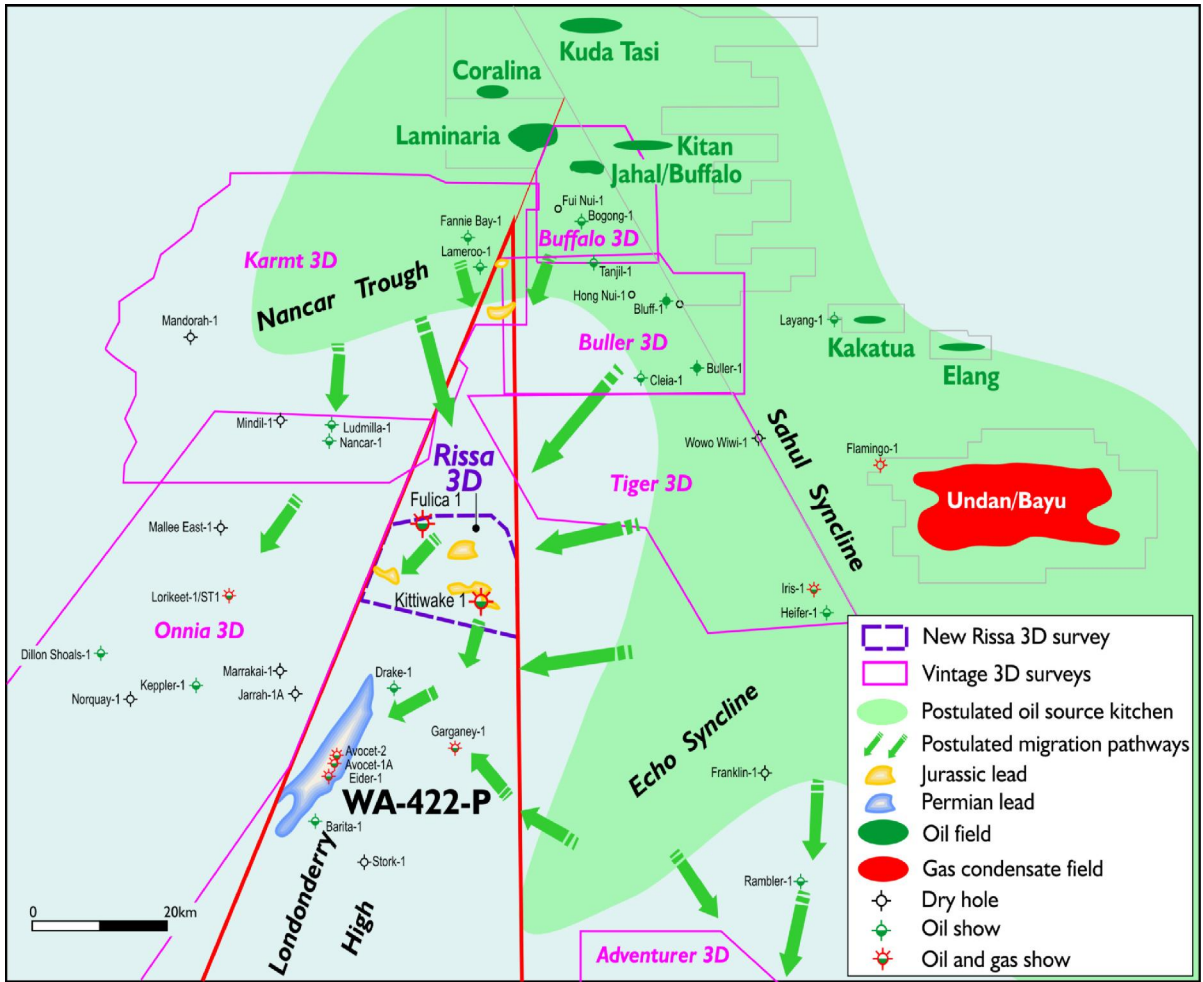 Kuda Tasi
Coralina
Laminaria
Kitan
Jahal/Buffalo
Fui Nui-1
Bogong-1
Fannie Bay-1
Buffalo 3D
Karmt 3D
Lameroo-1
Tanjil-1
Nancar Trough
Hong Nui-1
Bluff-1
Mandorah-1
Layang-1
Buller 3D
Kakatua
Elang
Buller-1
Cleia-1
Mindil-1
Ludmilla-1
Nancar-1
Wowo Wiwi-1
Sahul Syncline
Flamingo-1
Rissa
3D
Tiger 3D
Undan/Bayu
Fulica 1
Mallee East-1
Lorikeet-1/ST1
Kittiwake 1
Iris-1
Heifer-1
Onnia 3D
Dillon Shoals-1
Marrakai-1
Drake-1
Keppler-1
Norquay-1
Jarrah-1A
Garganey-1
Echo Syncline
Avocet-2
Avocet-1A
Eider-1
Franklin-1
WA-422-P
Barita-1
Stork-1
Rambler-1
Londonderry
High
0 20km
Adventurer 3D
New Rissa 3D survey
Vintage 3D surveys
Postulated oil source kitchen
Postulated migration pathways
Jurassic lead
Permian lead
Oil field
Gas condensate field
Dry hole
Oil show
Oil and gas show